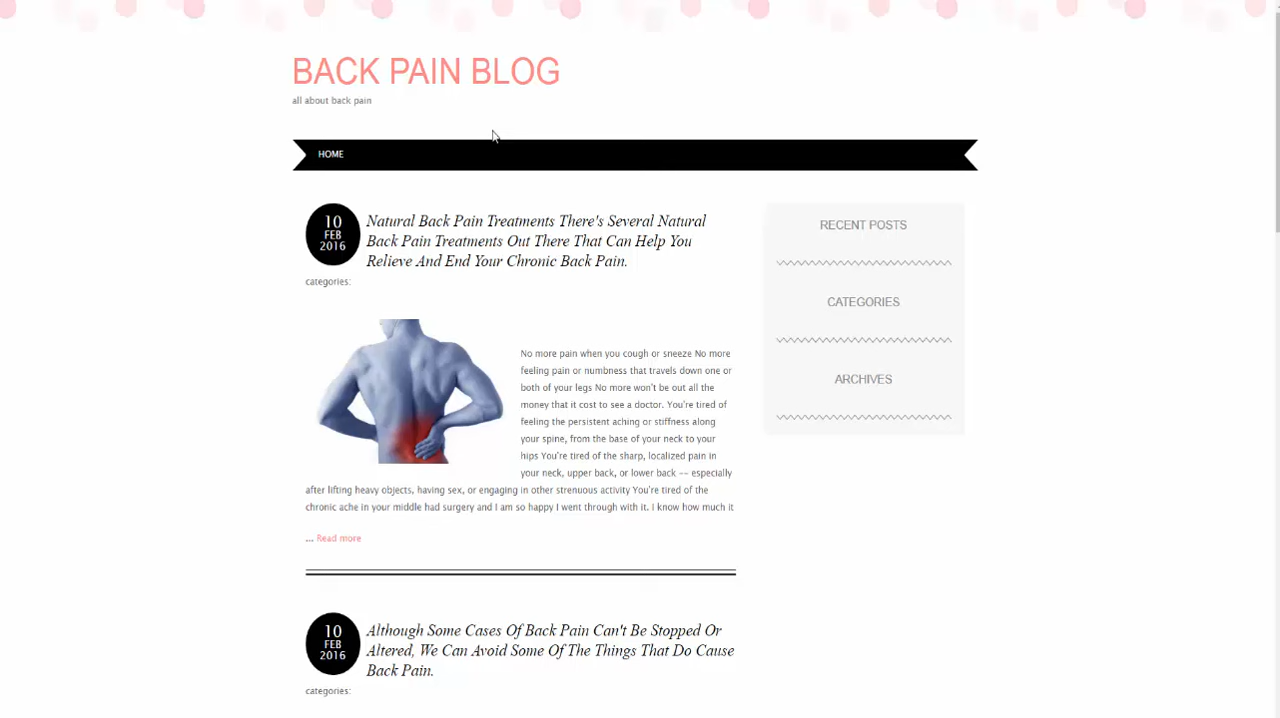 BACK PAIN BLOG
all about back pain
HOME
10
FEB
2016
Natural Back Pain Treatments There's Several Natural
Back Pain Treatments Out There That Can Help You
Relieve And End Your Chronic Back Pain.
categories:
No more pain when you cough or sneeze No more
feeling pain or numbness that travels down one or
both of your legs No more won't be out all the
money that it cost to see a doctor. You're tired of
feeling the persistent aching or stiffness along
your spine, from the base of your neck to your
hips You're tired of the sharp, localized pain in
your neck, upper back, or lower back -- especially
after lifting heavy objects, having sex, or engaging in other strenuous activity You're tired of the
chronic ache in your middle had surgery and I am so happy I went through with it. I know how much it
... Read more
10
FEB
2016
Although Some Cases Of Back Pain Can't Be Stopped Or
Altered, We Can Avoid Some Of The Things That Do Cause
Back Pain.
categories:
RECENT POSTS
CATEGORIES
ARCHIVES